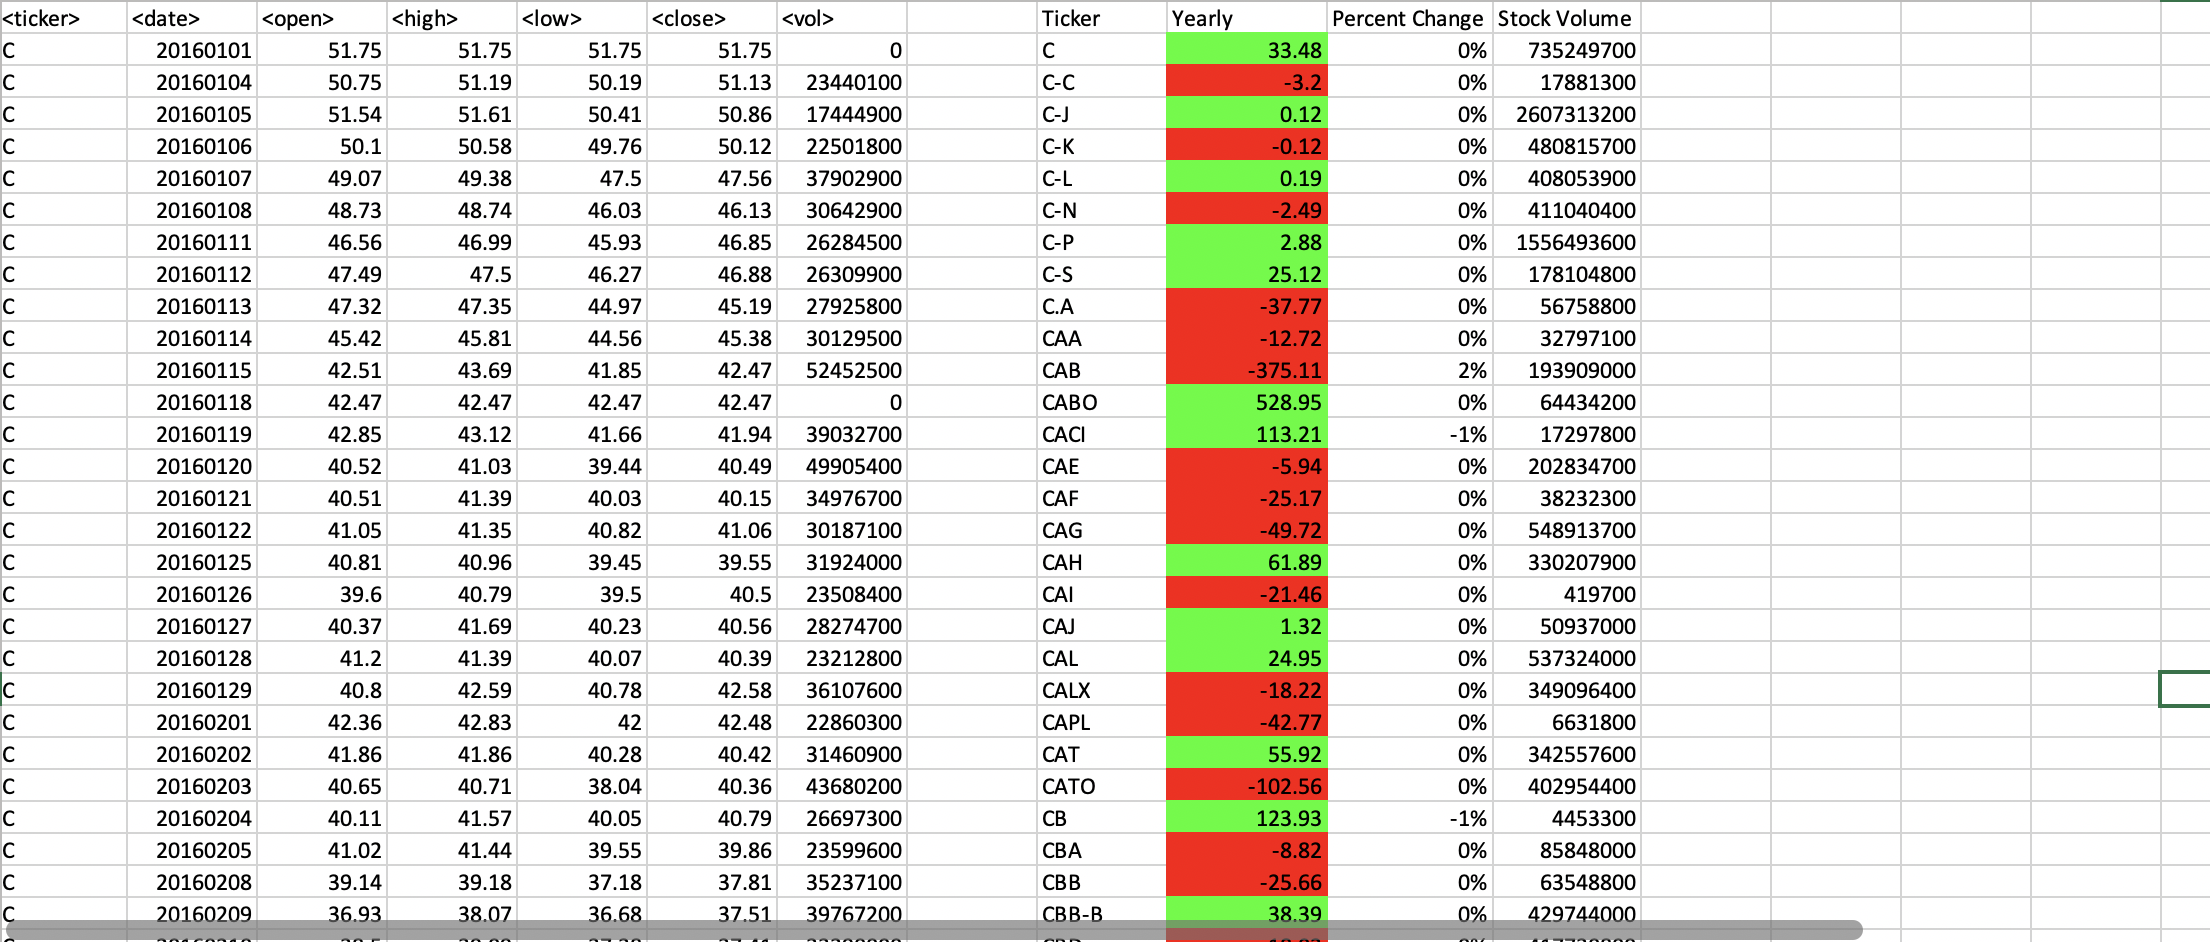 <ticker> <date> <open> <high> <low> <close> <vol> Ticker Yearly Percent Change Stock Volume
C 20160101 51.75 51.75 51.75 51.75 0 C 33.48 0% 735249700
C 20160104 50.75 51.19 50.19 51.13 23440100 C-C -3.2 0% 17881300
C 20160105 51.54 51.61 50.41 50.86 17444900 C-J 0.12 0% 2607313200
C 20160106 50.1 50.58 49.76 50.12 22501800 C-K -0.12 0% 480815700
C 20160107 49.07 49.38 47.5 47.56 37902900 C-L 0.19 0% 408053900
C 20160108 48.73 48.74 46.03 46.13 30642900 C-N -2.49 0% 411040400
C 20160111 46.56 46.99 45.93 46.85 26284500 C-P 2.88 0% 1556493600
C 20160112 47.49 47.5 46.27 46.88 26309900 C-S 25.12 0% 178104800
C 20160113 47.32 47.35 44.97 45.19 27925800 C.A -37.77 0% 56758800
C 20160114 45.42 45.81 44.56 45.38 30129500 CAA -12.72 0% 32797100
C 20160115 42.51 43.69 41.85 42.47 52452500 CAB -375.11 2% 193909000
C 20160118 42.47 42.47 42.47 42.47 0 CABO 528.95 0% 64434200
C 20160119 42.85 43.12 41.66 41.94 39032700 CACI 113.21 -1% 17297800
C 20160120 40.52 41.03 39.44 40.49 49905400 CAE -5.94 0% 202834700
C 20160121 40.51 41.39 40.03 40.15 34976700 CAF -25.17 0% 38232300
C 20160122 41.05 41.35 40.82 41.06 30187100 CAG -49.72 0% 548913700
C 20160125 40.81 40.96 39.45 39.55 31924000 CAH 61.89 0% 330207900
C 20160126 39.6 40.79 39.5 40.5 23508400 CAI -21.46 0% 419700
C 20160127 40.37 41.69 40.23 40.56 28274700 CAJ 1.32 0% 50937000
C 20160128 41.2 41.39 40.07 40.39 23212800 CAL 24.95 0% 537324000
C 20160129 40.8 42.59 40.78 42.58 36107600 CALX -18.22 0% 349096400
C 20160201 42.36 42.83 42 42.48 22860300 CAPL -42.77 0% 6631800
C 20160202 41.86 41.86 40.28 40.42 31460900 CAT 55.92 0% 342557600
C 20160203 40.65 40.71 38.04 40.36 43680200 CATO -102.56 0% 402954400
C 20160204 40.11 41.57 40.05 40.79 26697300 CB 123.93 -1% 4453300
C 20160205 41.02 41.44 39.55 39.86 23599600 CBA -8.82 0% 85848000
C 20160208 39.14 39.18 37.18 37.81 35237100 CBB -25.66 0% 63548800
C 20160209 36.93 38.07 36.68 37.51 39767200 CBB-B 38.39 0% 429744000